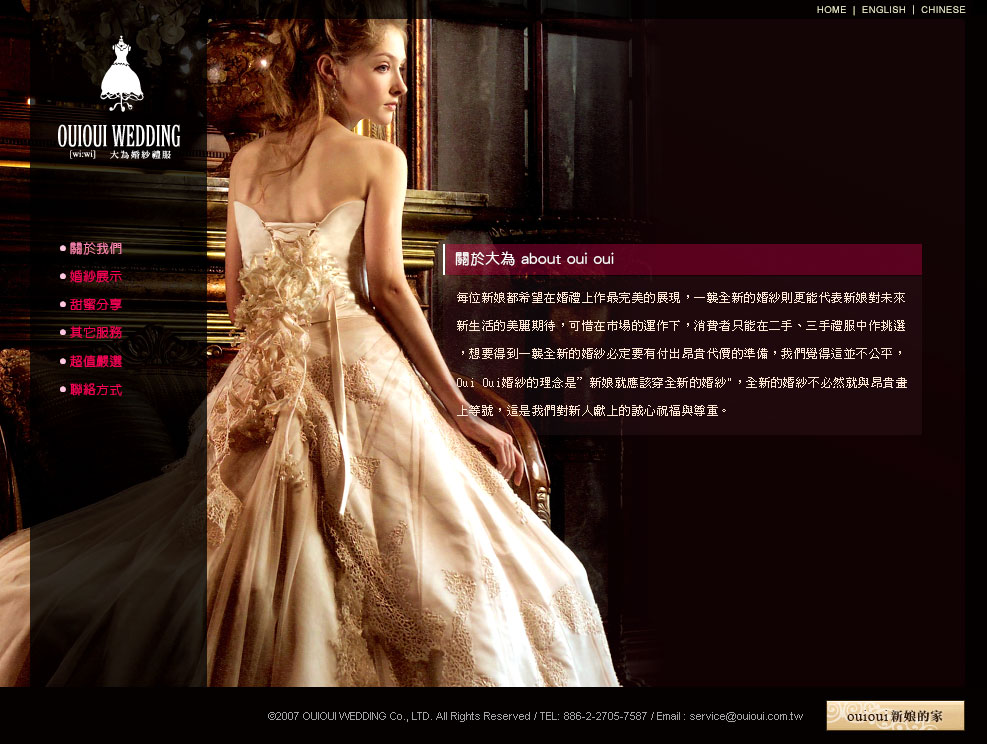 HOME | ENGLISH | CHINESE
OUIOUI WEDDING
[wi:wi] 大為婚紗禮服
關於我們
婚紗展示
甜蜜分享
其它服務
超值嚴選
聯絡方式
關於大為 about oui oui
每位新娘都希望在婚禮上作最完美的展現，一襲全新的婚紗則更能代表新娘對未來
新生活的美麗期待，可惜在市場的運作下，消費者只能在二手、三手禮服中作挑選
，想要得到一襲全新的婚紗必定要有付出昂貴代價的準備，我們覺得這並不公平，
Oui Oui婚紗的理念是”新娘就應該穿全新的婚紗"，全新的婚紗不必然就與昂貴畫
上等號，這是我們對新人獻上的誠心祝福與尊重。
©2007 OUIOUI WEDDING Co., LTD. All Rights Reserved / TEL: 886-2-2705-7587 / Email : service@ouioui.com.tw
ouioui新娘的家